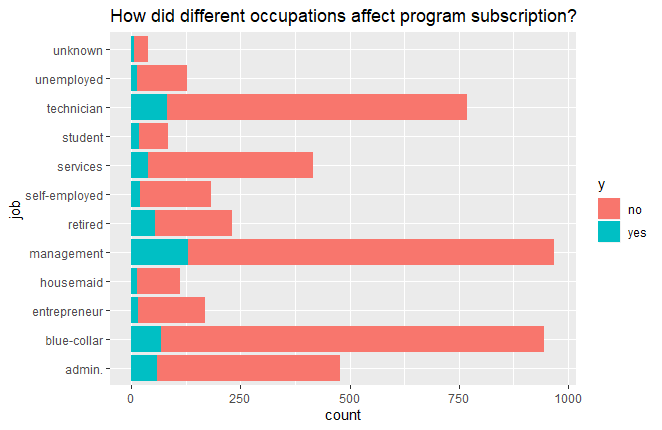 How did different occupations affect program subscription?
unknown
unemployed
technician
student
services
self-employed
retired
management
housemaid
entrepreneur
blue-collar
admin.
job
0 250 500 750 1000
count
y
no
yes